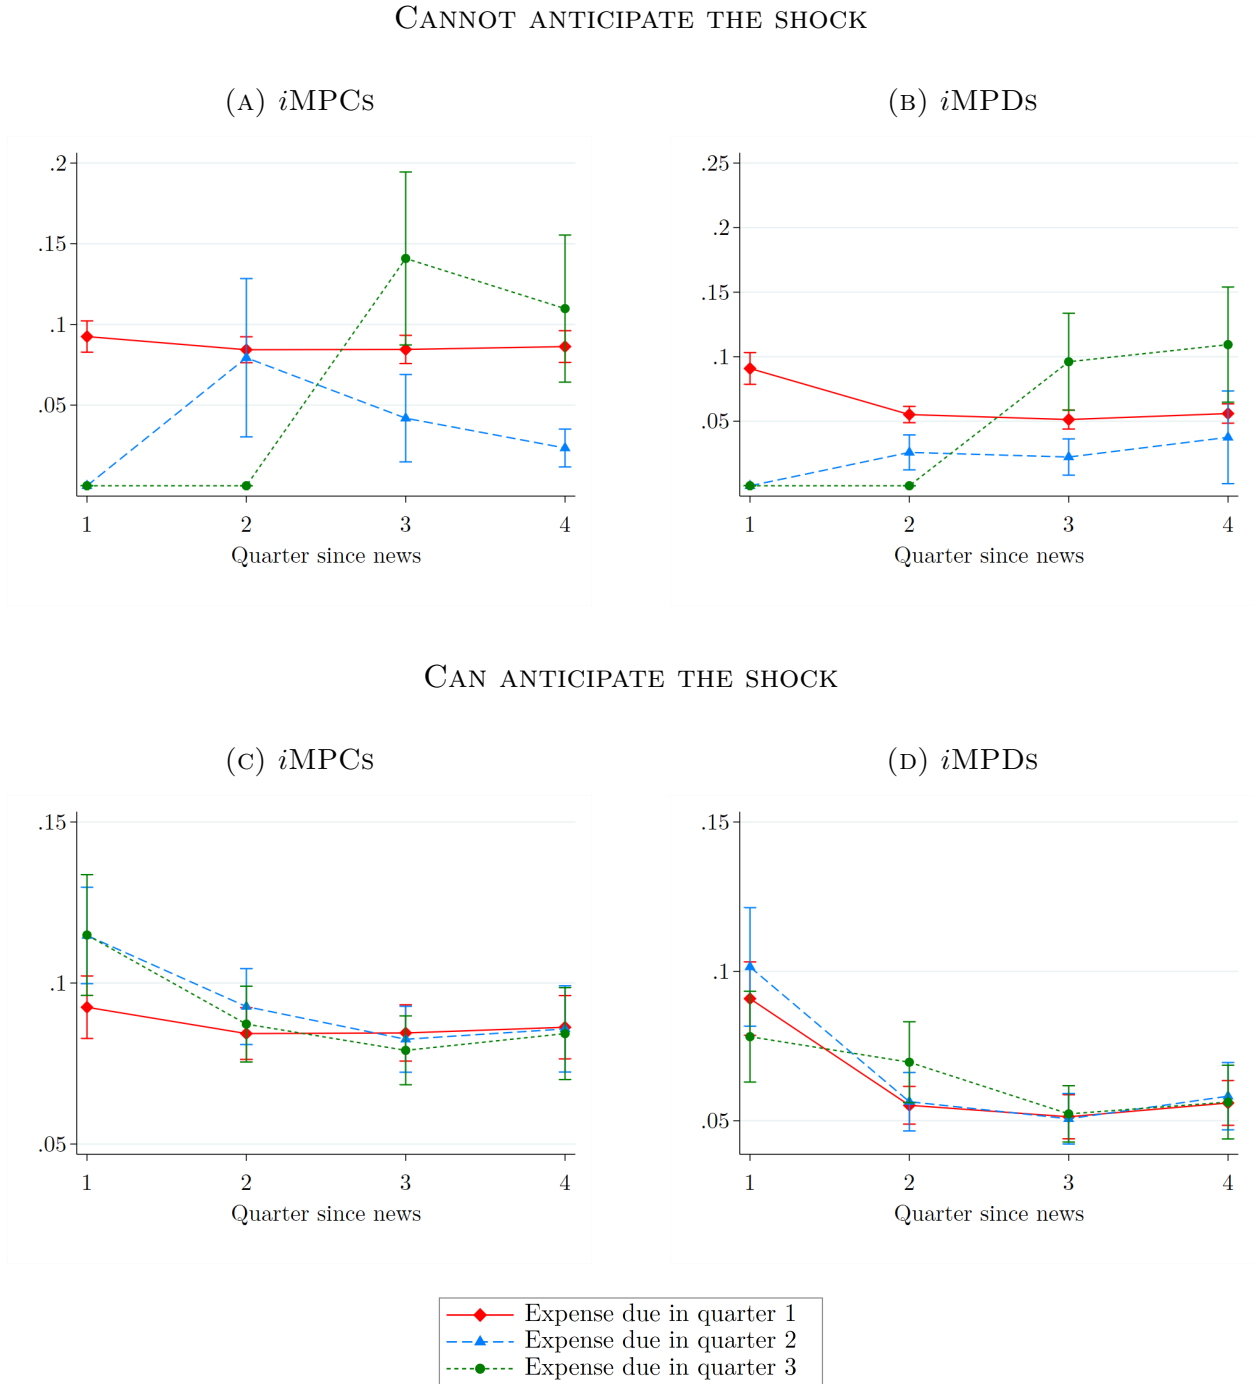 CANNOT ANTICIPATE THE SHOCK
(A) iMPCs
(B) iMPDs
.2
.15
.1
.05
1 2 3 4
Quarter since news
.25
.2
.15
.1
.05
1 2 3 4
Quarter since news
CAN ANTICIPATE THE SHOCK
(C) iMPCs
(D) iMPDs
.15
.1
.05
1 2 3 4
Quarter since news
.15
.1
.05
1 2 3 4
Quarter since news
Expense due in quarter 1
Expense due in quarter 2
Expense due in quarter 3